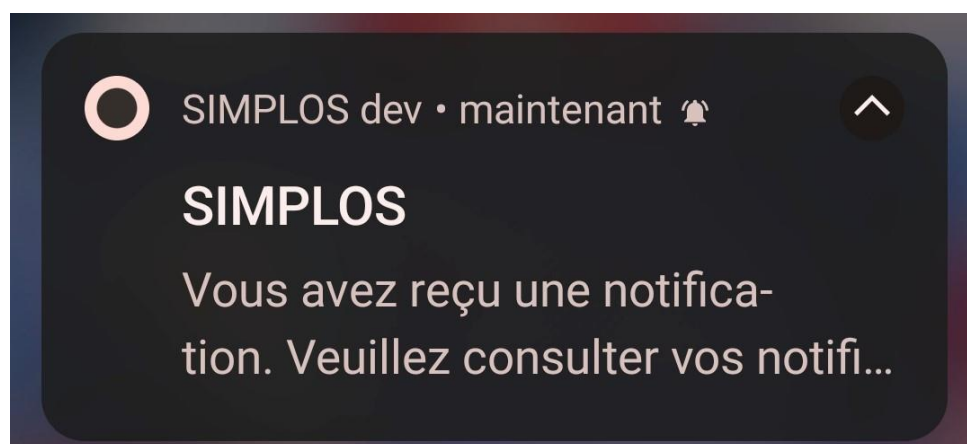 SIMPLOS dev • maintenant
SIMPLOS
Vous avez reçu une notifica-
tion. Veuillez consulter vos notifi...